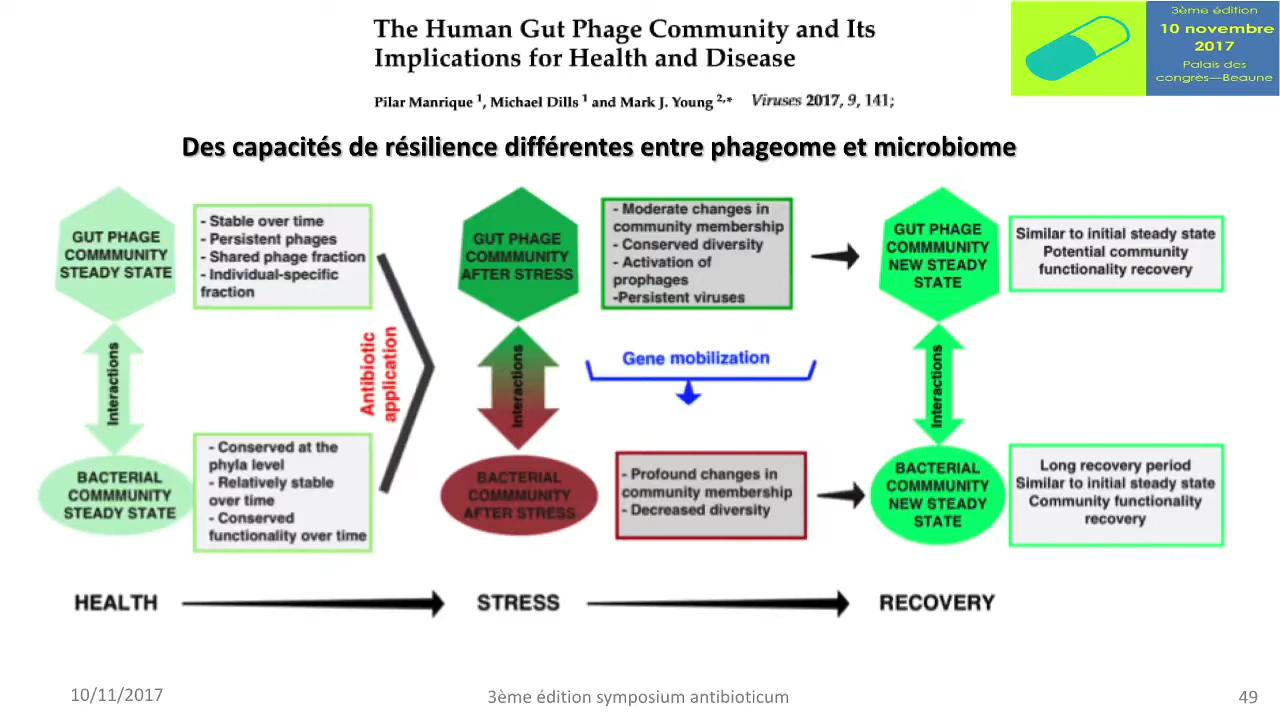 The Human Gut Phage Community and Its
Implications for Health and Disease
Pilar Manrique 1, Michael Dills 1 and Mark J. Young 2,* Viruses 2017, 9, 141;
3ème édition
10 novembre
2017
Palais des
congrès—Beaune
Des capacités de résilience différentes entre phageome et microbiome
GUT PHAGE
COMMMUNITY
STEADY STATE
- Stable over time
- Persistent phages
- Shared phage fraction
- Individual-specific
fraction
GUT PHAGE
COMMMUNITY
AFTER STRESS
- Moderate changes in
community membership
- Conserved diversity
- Activation of
prophages
-Persistent viruses
GUT PHAGE
COMMMUNITY
NEW STEADY
STATE
Similar to initial steady state
Potential community
functionality recovery
Interactions
Antibiotic
application
Interactions
Gene mobilization
Interactions
BACTERIAL
COMMMUNITY
STEADY STATE
- Conserved at the
phyla level
- Relatively stable
over time
- Conserved
functionality over time
BACTERIAL
COMMMUNITY
AFTER STRESS
- Profound changes in
community membership
- Decreased diversity
BACTERIAL
COMMMUNITY
NEW STEADY
STATE
Long recovery period
Similar to initial steady state
Community functionality
recovery
HEALTH
STRESS
RECOVERY
10/11/2017
3ème édition symposium antibioticum
49